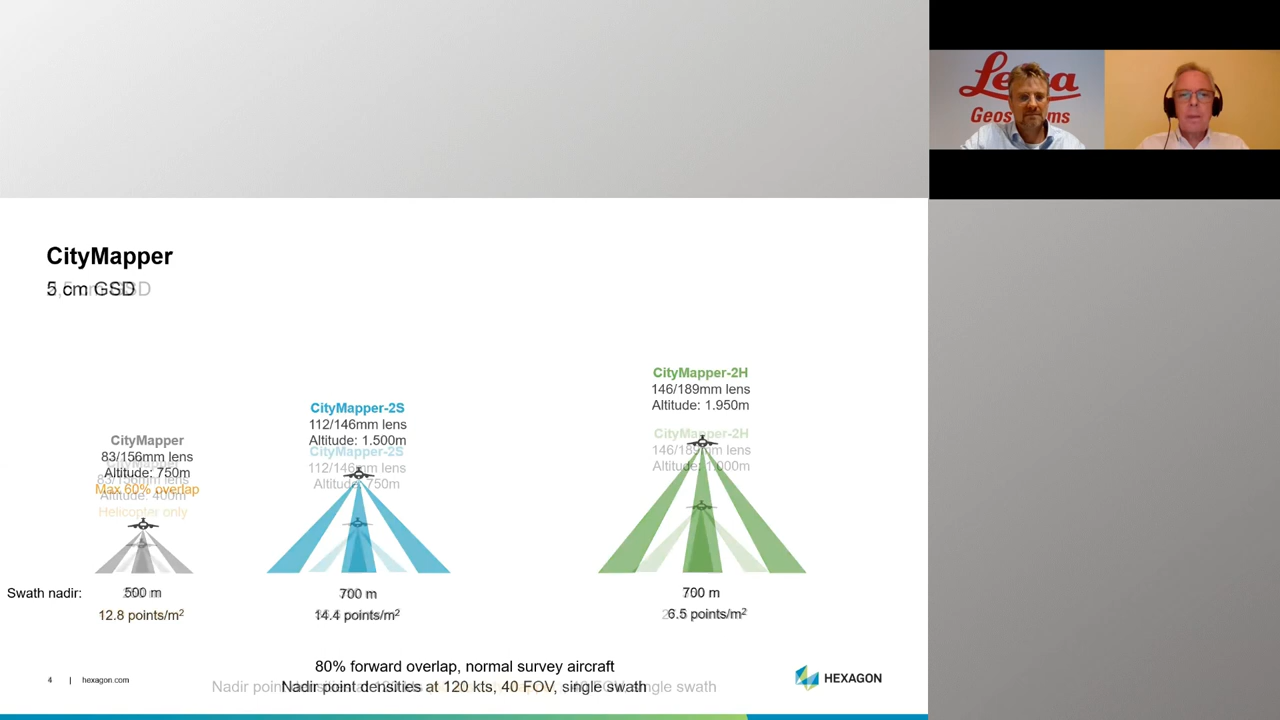 Leica
Geosystems
CityMapper
5 cm GSD
CityMapper-2H
146/189mm lens
Altitude: 1.950m
CityMapper-2S
112/146mm lens
Altitude: 1.500m
CityMapper-2H
146/189mm lens
Altitude: 1.000m
CityMapper
83/156mm lens
Altitude: 750m
CityMapper-2S
112/146mm lens
Altitude: 750m
Max 60% overlap
Altitude: 400m
Helicopter only
Swath nadir: 500 m 700 m 700 m
12.8 points/m² 14.4 points/m² 6.5 points/m²
80% forward overlap, normal survey aircraft
Nadir point densities at 120 kts, 40 FOV, single swath
4 | hexagon.com
HEXAGON